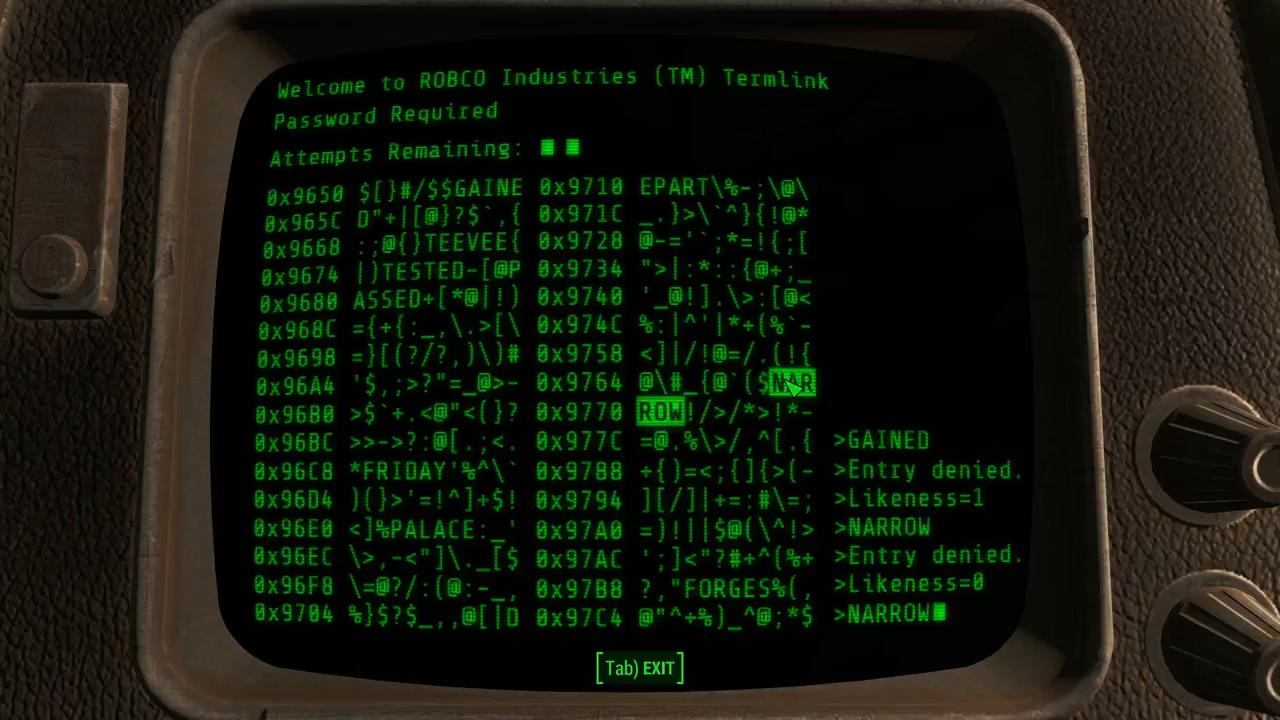 Welcome to ROBCO Industries (TM) Termlink
Password Required
Attempts Remaining: ■ ■
0x9650 $[}#/$$GAINE 0x9710 EPART\%-;\@\
0x965C D"+|[@}?$`,{ 0x971C _.}>\`^}{!@*
0x9668 :;@{}TEEVEE{ 0x9728 @-='`;*=!{;[
0x9674 |)TESTED-[@P 0x9734 ">|:*::{@+;_
0x9680 ASSED+[*@|!) 0x9740 '_@!].\>:[@<
0x968C ={+{:_,\.>[\ 0x974C %:|^'|*+(%`-
0x9698 =}[(?/?,)\)# 0x9758 <]|/!@=/.(!{
0x96A4 '$,;>?"=_@>- 0x9764 @\#_{@`($NAR
0x96B0 >$`+.<@"<(}? 0x9770 ROW!/>/*>!*-
0x96BC >>->?:@[.;<. 0x977C =@.%\>/,^[.{ >GAINED
0x96C8 *FRIDAY'%^\` 0x9788 +{)=<;{]{>(- >Entry denied.
0x96D4 )(}>'=!^]+$! 0x9794 ][/]|+=:#\=; >Likeness=1
0x96E0 <]%PALACE:_' 0x97A0 =)!||$@(\^!> >NARROW
0x96EC \>,-<"]\._[$ 0x97AC ';]<"?#+^(%+ >Entry denied.
0x96F8 \=@?/:(@:-_, 0x97B8 ?,"FORGES%(, >Likeness=0
0x9704 %}$?$_,,@[|D 0x97C4 @"^+%)_^@;*$ >NARROW■
[Tab) EXIT]